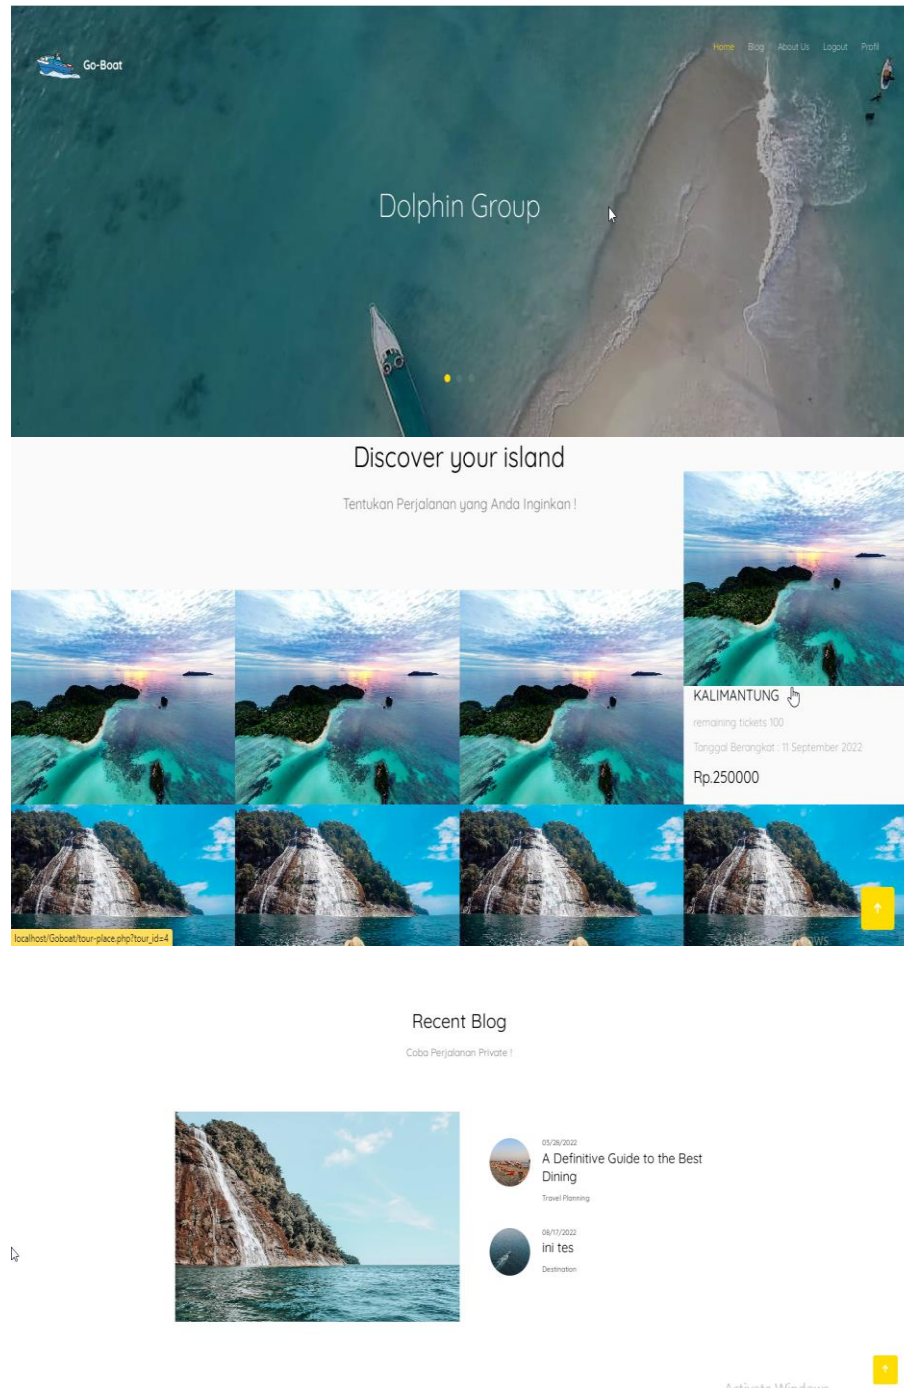 Go-Boat
Home Blog About Us Logout Profil
Dolphin Group
Discover your island
Tentukan Perjalanan yang Anda Inginkan !
KALIMANTUNG
remaining tickets 100
Tanggal Berangkat : 11 September 2022
Rp.250000
localhost/Goboat/tour-place.php?tour_id=4
Recent Blog
Coba Perjalanan Private !
03/28/2022
A Definitive Guide to the Best
Dining
Travel Planning
08/17/2022
ini tes
Destination
Activate Windows